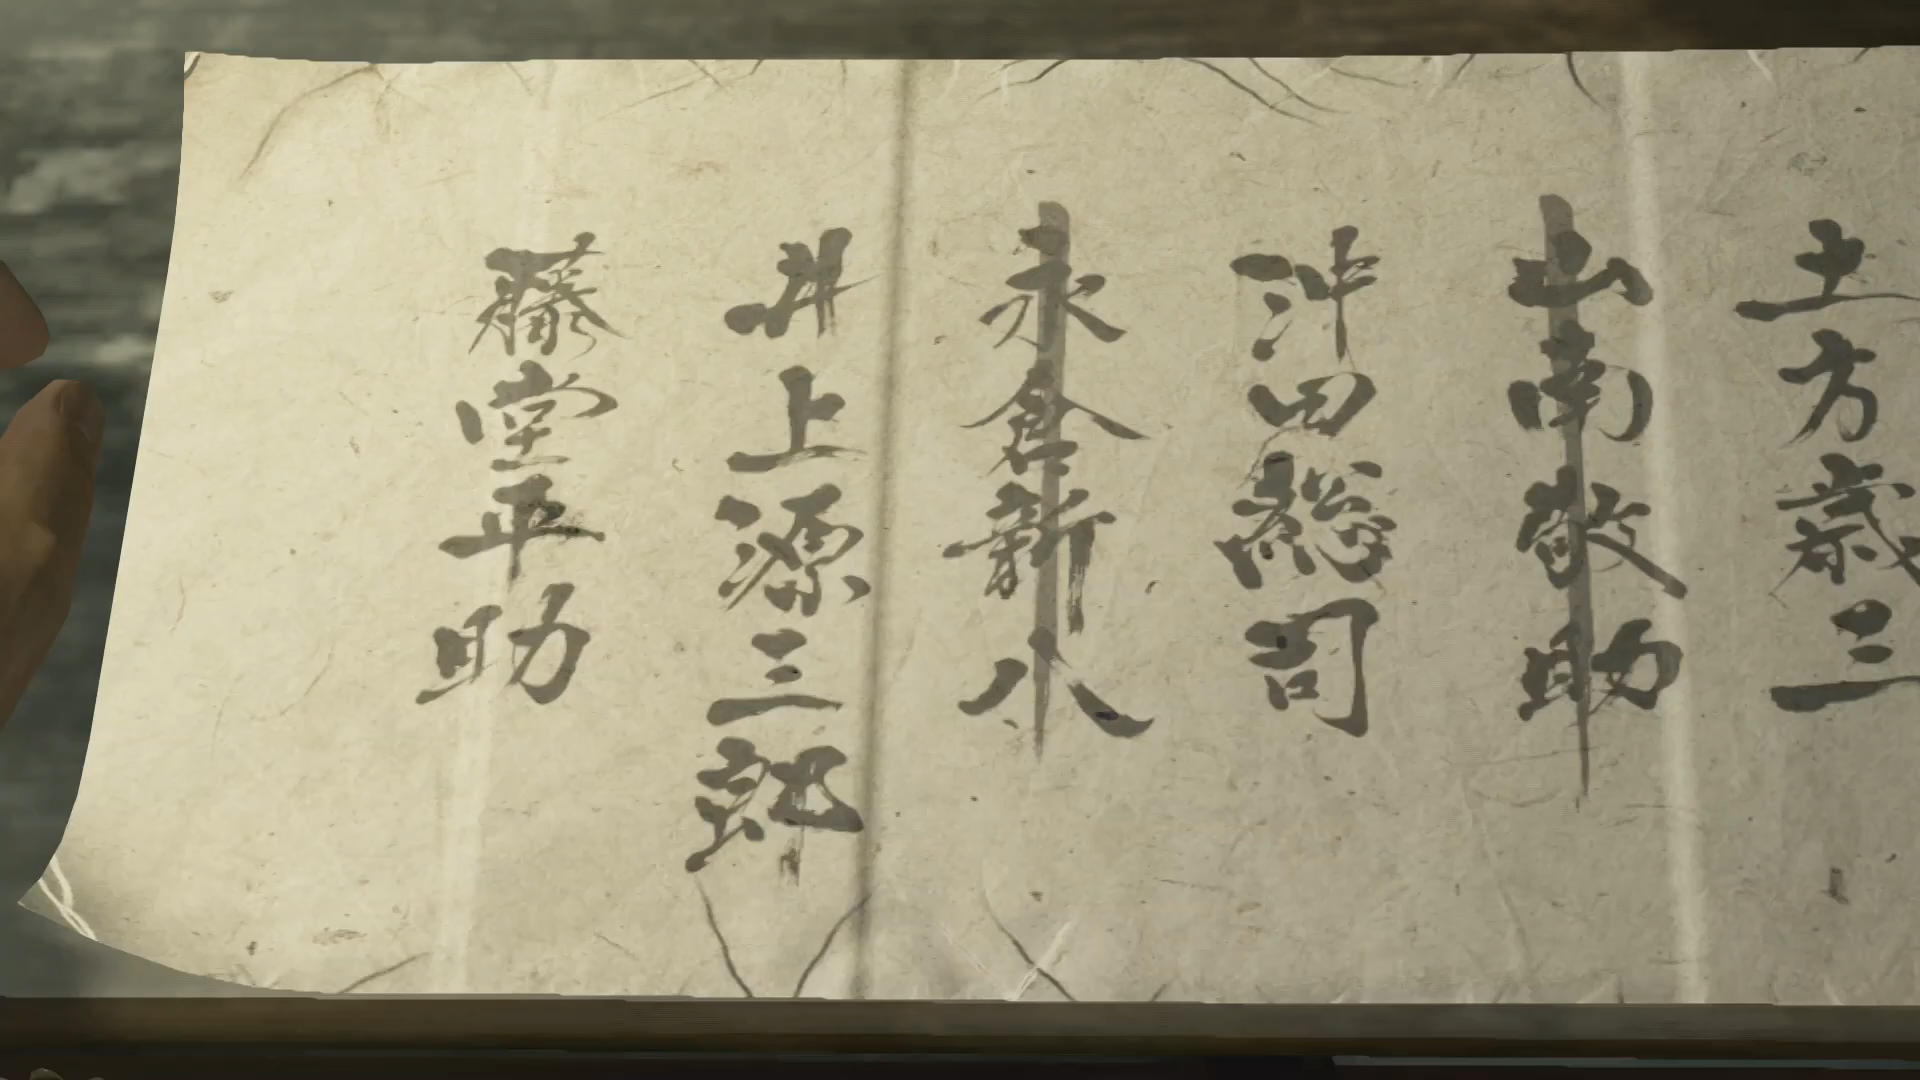 土方歳三
山南敬助
沖田総司
永倉新八
井上源三郎
藤堂平助